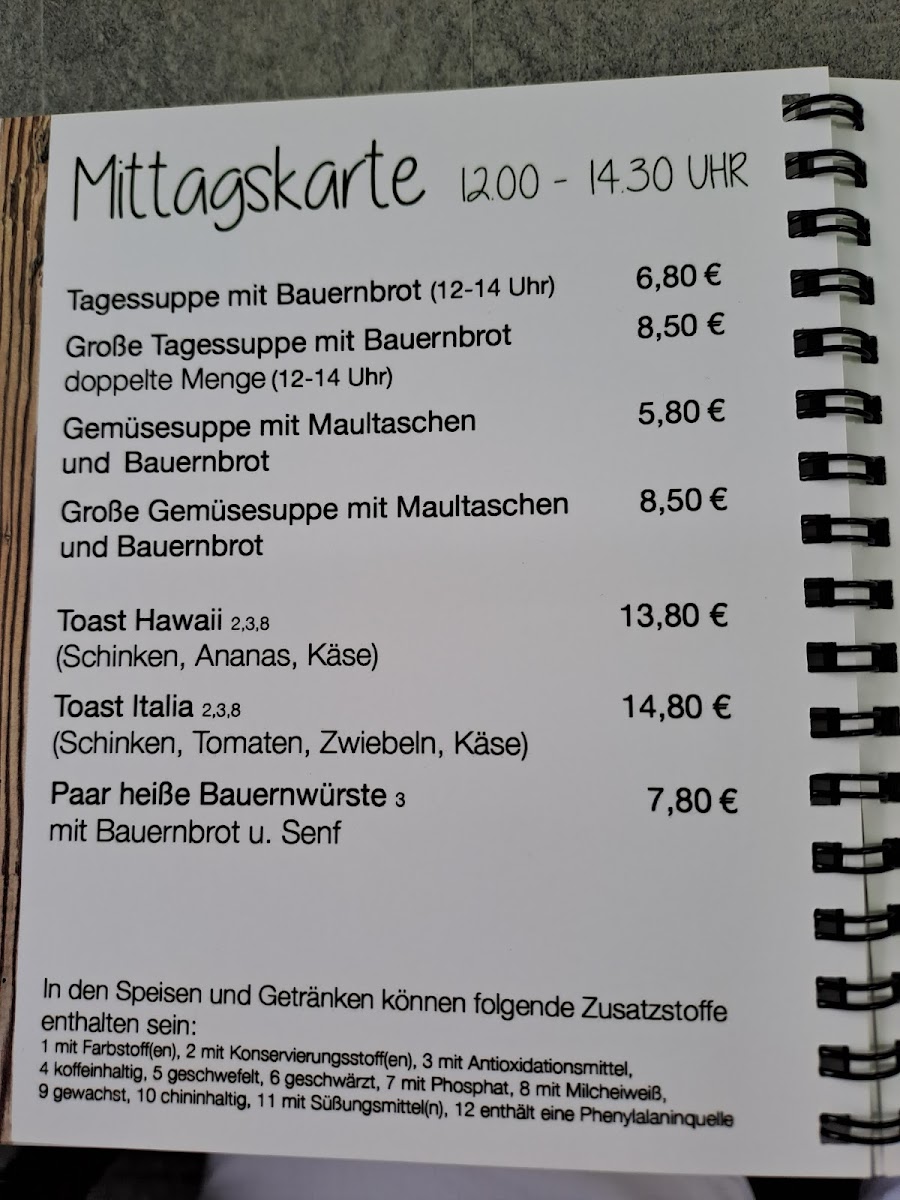 Mittagskarte 12.00 - 14.30 UHR
Tagessuppe mit Bauernbrot (12-14 Uhr) 6,80 €
Große Tagessuppe mit Bauernbrot 8,50 €
doppelte Menge (12-14 Uhr)
Gemüsesuppe mit Maultaschen 5,80 €
und Bauernbrot
Große Gemüsesuppe mit Maultaschen 8,50 €
und Bauernbrot
Toast Hawaii 2,3,8 13,80 €
(Schinken, Ananas, Käse)
Toast Italia 2,3,8 14,80 €
(Schinken, Tomaten, Zwiebeln, Käse)
Paar heiße Bauernwürste 3 7,80 €
mit Bauernbrot u. Senf
In den Speisen und Getränken können folgende Zusatzstoffe
enthalten sein:
1 mit Farbstoff(en), 2 mit Konservierungsstoff(en), 3 mit Antioxidationsmittel,
4 koffeinhaltig, 5 geschwefelt, 6 geschwärzt, 7 mit Phosphat, 8 mit Milcheiweiß,
9 gewachst, 10 chininhaltig, 11 mit Süßungsmittel(n), 12 enthält eine Phenylalaninquelle